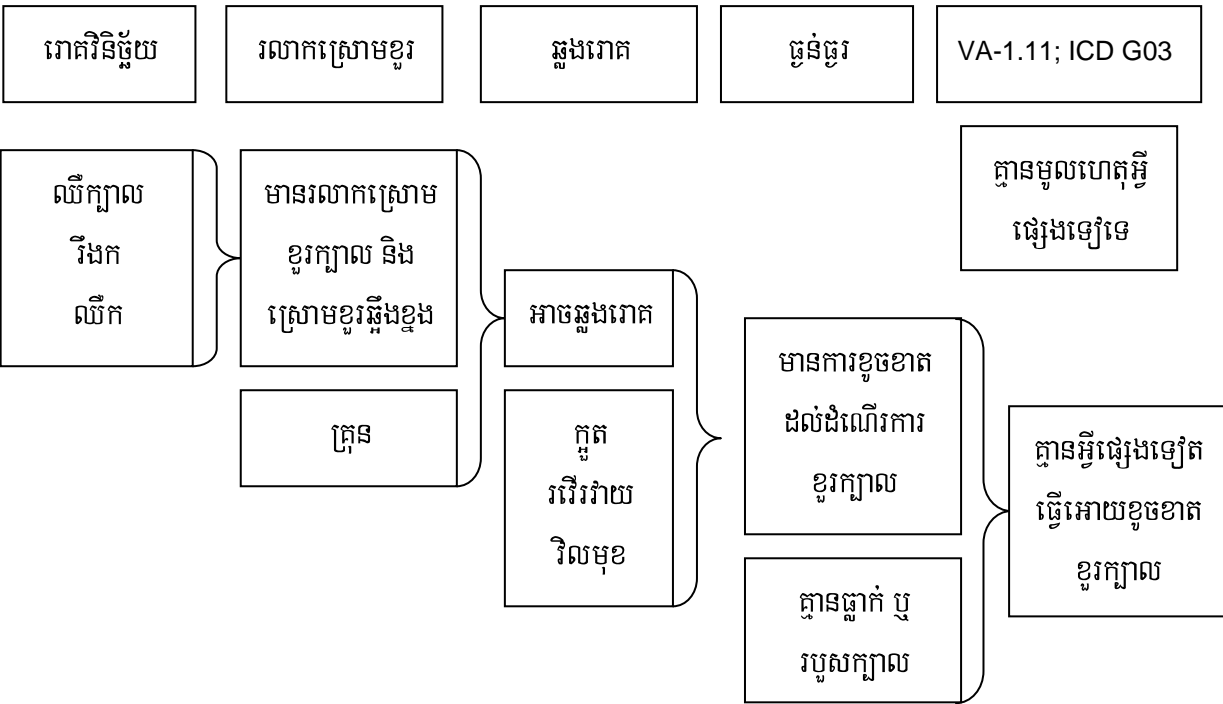 រោគវិនិច្ឆ័យ
រលាកស្រោមខួរ
ឆ្លងរោគ
ធ្ងន់ធ្ងរ
VA-1.11; ICD G03
គ្មានមូលហេតុអ្វី
ផ្សេងទៀទេ
ឈឺក្បាល
រឹងក
ឈឺក
មានរលាកស្រោម
ខួរក្បាល និង
ស្រោមខួរឆ្អឹងខ្នង
គ្រុន
អាចឆ្លងរោគ
ក្អួត
រវើរវាយ
វិលមុខ
មានការខូចខាត
ដល់ដំណើរការ
ខួរក្បាល
គ្មានធ្លាក់ ឬ
របួសក្បាល
គ្មានអ្វីផ្សេងទៀត
ធ្វើអោយខូចខាត
ខួរក្បាល